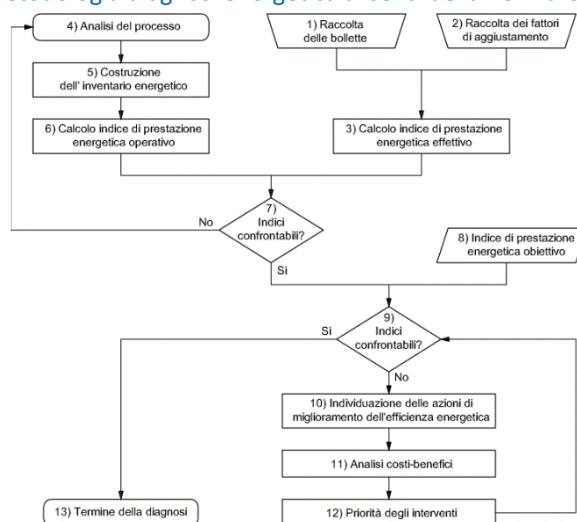 4) Analisi del processo
1) Raccolta
delle bollette
2) Raccolta dei fattori
di aggiustamento
5) Costruzione
dell' inventario energetico
6) Calcolo indice di prestazione
energetica operativo
3) Calcolo indice di prestazione
energetica effettivo
7)
Indici
confrontabili?
No
Sì
8) Indice di prestazione
energetica obiettivo
9)
Indici
confrontabili?
Sì
No
10) Individuazione delle azioni di
miglioramento dell'efficienza energetica
11) Analisi costi-benefici
12) Priorità degli interventi
13) Termine della diagnosi